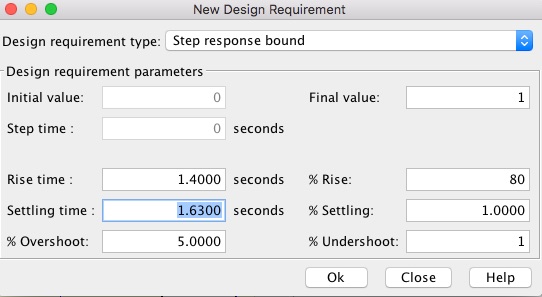 New Design Requirement
Design requirement type: Step response bound
Design requirement parameters
Initial value: 0 Final value: 1
Step time : 0 seconds
Rise time : 1.4000 seconds % Rise: 80
Settling time : 1.6300 seconds % Settling: 1.0000
% Overshoot: 5.0000 % Undershoot: 1
Ok Close Help